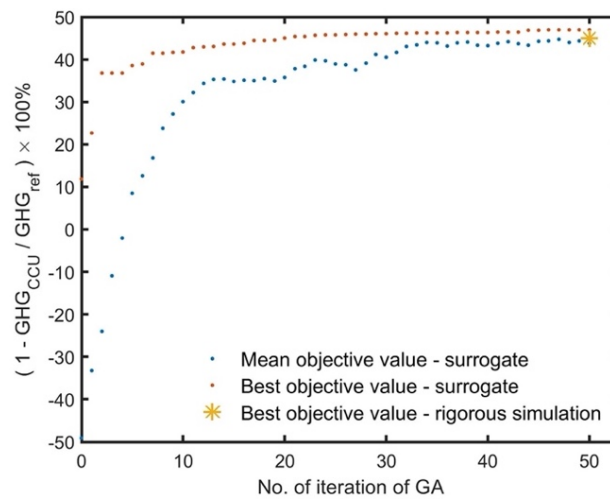 50
40
30
20
10
0
-10
-20
-30
-40
-50
(1 - GHG_CCU / GHG_ref) × 100%
Mean objective value - surrogate
Best objective value - surrogate
Best objective value - rigorous simulation
0 10 20 30 40 50
No. of iteration of GA